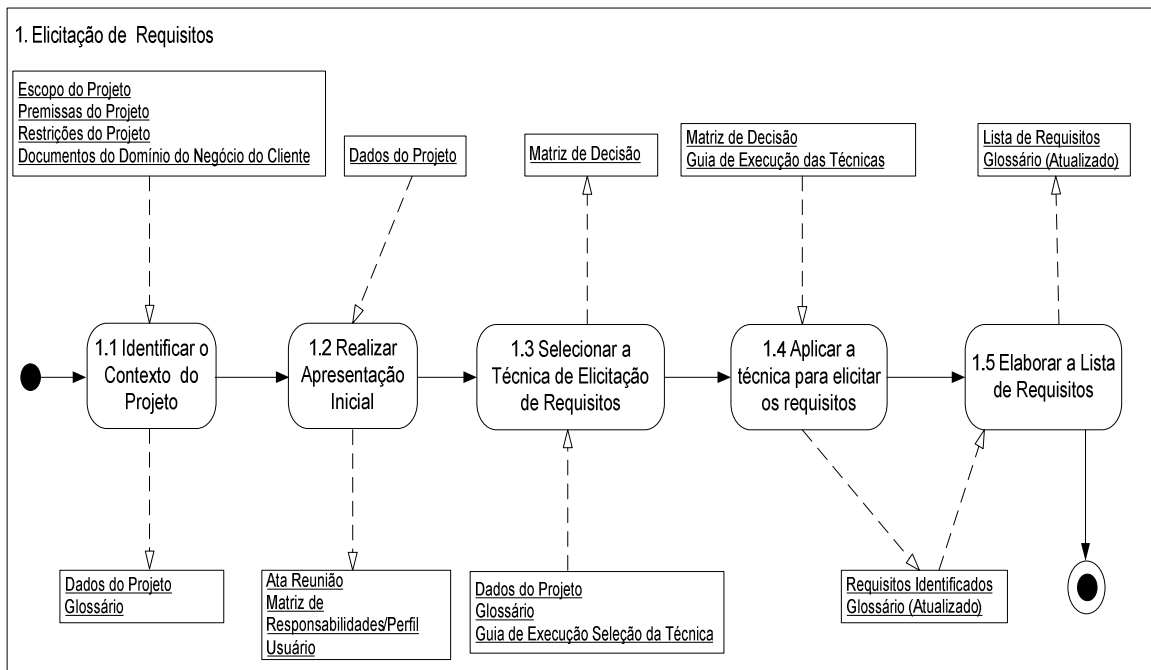 1. Elicitação de Requisitos
Escopo do Projeto
Premissas do Projeto
Restrições do Projeto
Documentos do Domínio do Negócio do Cliente
Dados do Projeto
Matriz de Decisão
Matriz de Decisão
Guia de Execução das Técnicas
Lista de Requisitos
Glossário (Atualizado)
1.1 Identificar o
Contexto do
Projeto
1.2 Realizar
Apresentação
Inicial
1.3 Selecionar a
Técnica de Elicitação
de Requisitos
1.4 Aplicar a
técnica para elicitar
os requisitos
1.5 Elaborar a Lista
de Requisitos
Dados do Projeto
Glossário
Ata Reunião
Matriz de
Responsabilidades/Perfil
Usuário
Dados do Projeto
Glossário
Guia de Execução Seleção da Técnica
Requisitos Identificados
Glossário (Atualizado)